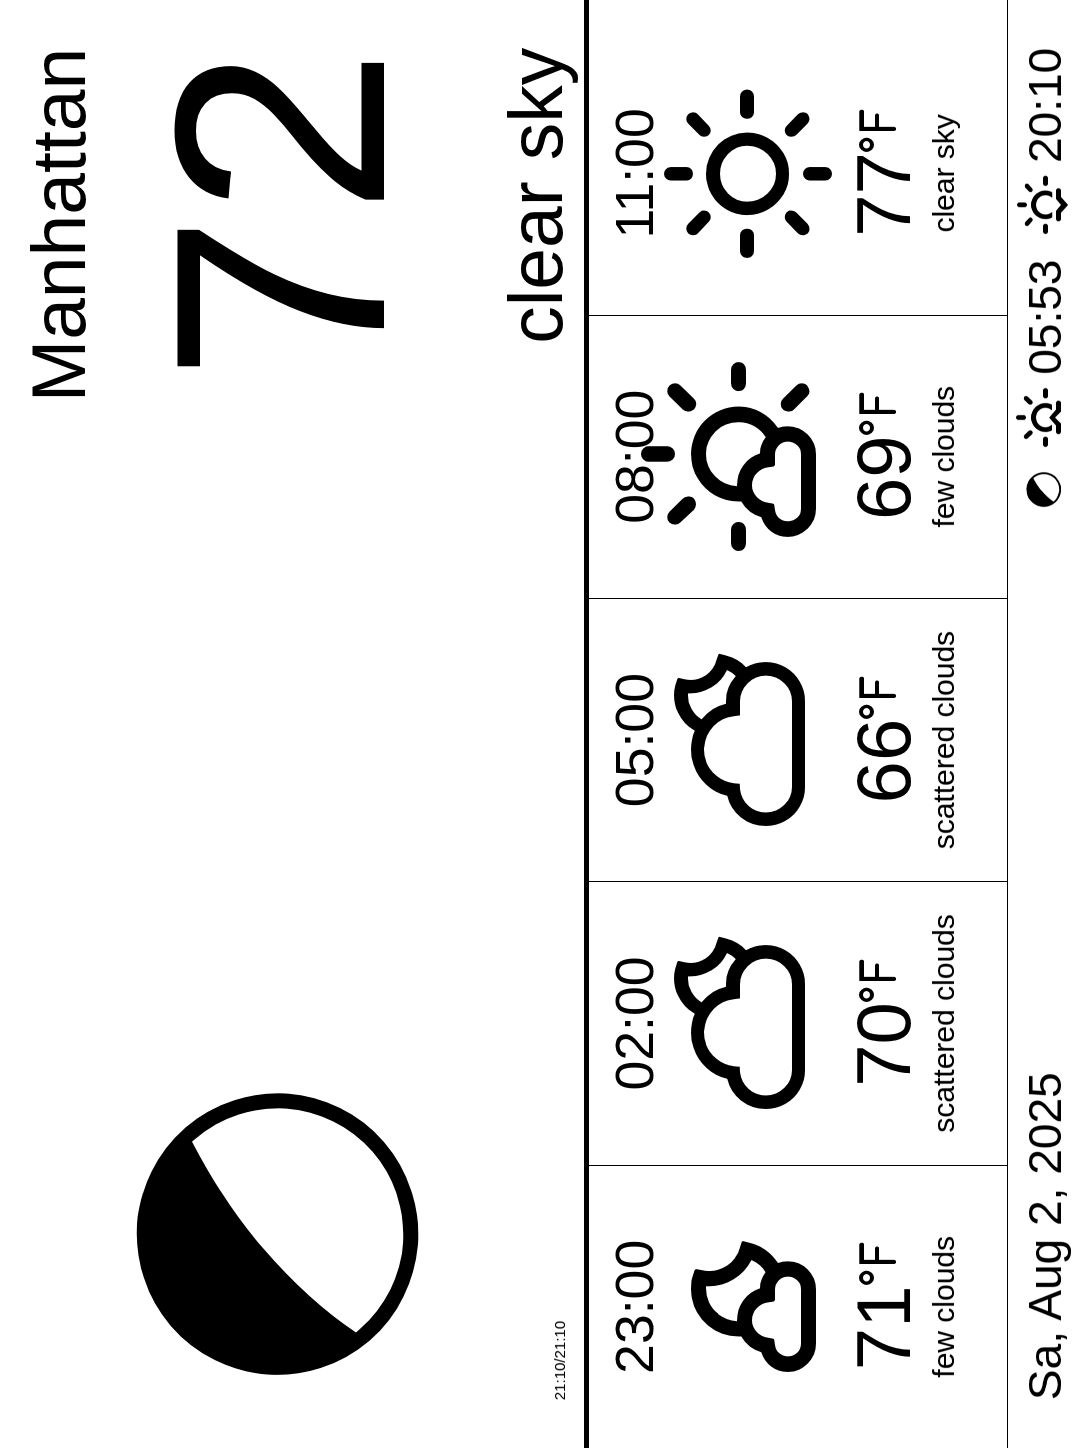 Manhattan
72
clear sky
21:10/21:10
23:00
71°F
few clouds
02:00
70°F
scattered clouds
05:00
66°F
scattered clouds
08:00
69°F
few clouds
11:00
77°F
clear sky
Sa, Aug 2, 2025
05:53
20:10